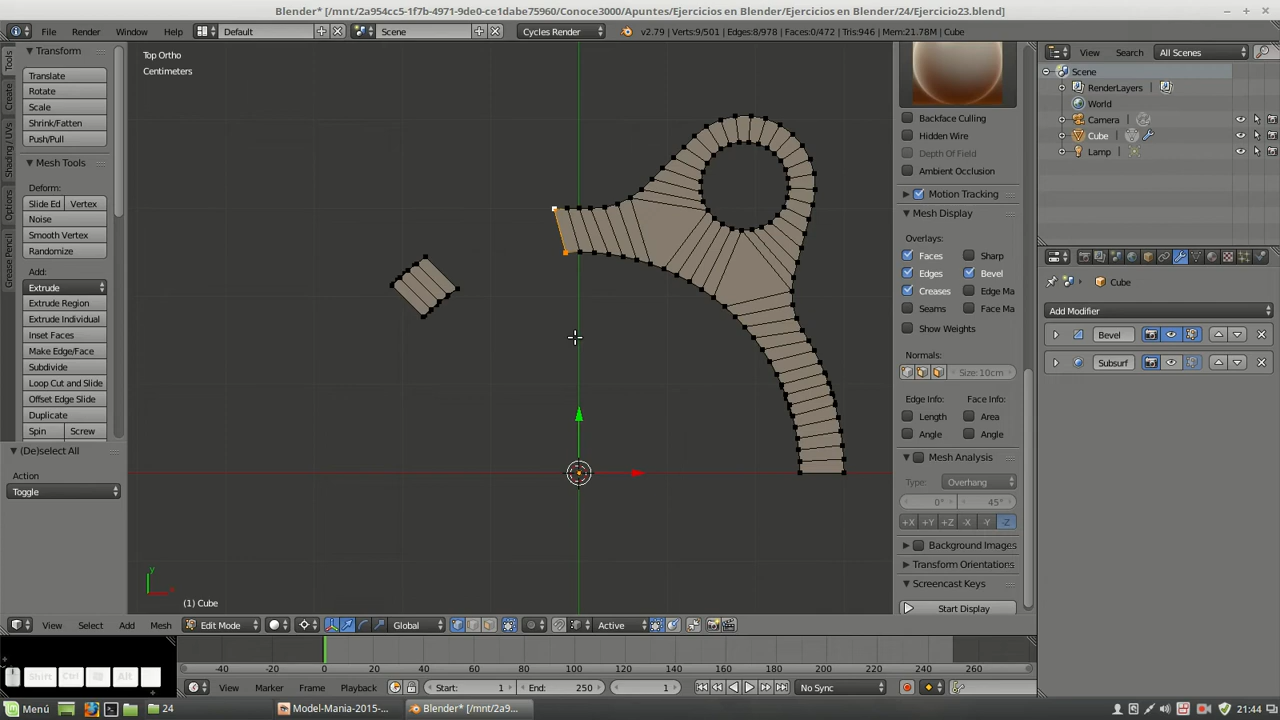 Blender* [/mnt/2a954cc5-1f7b-4971-9de0-ce1dabe75960/Conoce3000/Apuntes/Ejercicios en Blender/Ejercicios en Blender/24/Ejercicio23.blend]
File Render Window Help Default Scene Cycles Render v2.79 | Verts:9/501 | Edges:8/978 | Faces:0/472 | Tris:946 | Mem:21.78M | Cube
Transform
Translate
Rotate
Scale
Shrink/Fatten
Push/Pull
Mesh Tools
Deform:
Slide Ed Vertex
Noise
Smooth Vertex
Randomize
Add:
Extrude
Extrude Region
Extrude Individual
Inset Faces
Make Edge/Face
Subdivide
Loop Cut and Slide
Offset Edge Slide
Duplicate
Spin Screw
(De)select All
Action
Toggle
Tools
Create
Shading / UVs
Options
Grease Pencil
Top Ortho
Centimeters
y
(1) Cube
Backface Culling
Hidden Wire
Depth Of Field
Ambient Occlusion
Motion Tracking
Mesh Display
Overlays:
Faces Sharp
Edges Bevel
Creases Edge Ma
Seams Face Ma
Show Weights
Normals:
Size:10cm
Edge Info: Face Info:
Length Area
Angle Angle
Mesh Analysis
Type: Overhang
0° 45°
+X +Y +Z -X -Y -Z
Background Images
Transform Orientations
Screencast Keys
Start Display
View Search All Scenes
Scene
RenderLayers
World
Camera
Cube
Lamp
Cube
Add Modifier
Bevel
Subsurf
View Select Add Mesh Edit Mode Global Active
-40 -20 0 20 40 60 80 100 120 140 160 180 200 220 240 260
View Marker Frame Playback Start: 1 End: 250 1 No Sync
Shift Ctrl Alt
Menú 24 Model-Mania-2015-... Blender* [/mnt/2a9... 21:44